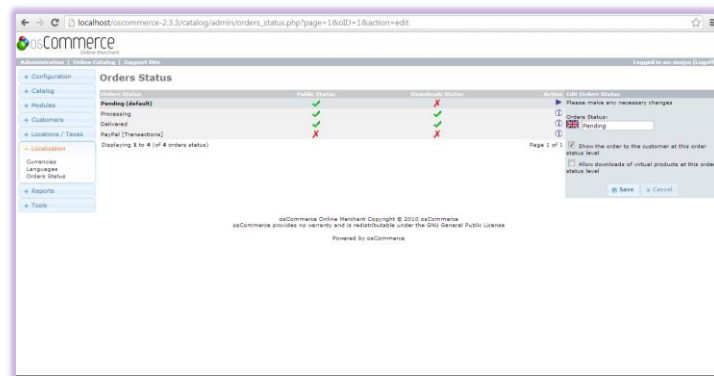 localhost/oscommerce-2.3.3/catalog/admin/orders_status.php?page=1&oID=1&action=edit
osCommerce
Online Merchant
Administration | Online Catalog | Support Site
+ Configuration
+ Catalog
+ Modules
+ Customers
+ Locations / Taxes
− Localization
Currencies
Languages
Orders Status
+ Reports
+ Tools
Orders Status
Orders Status Public Status Downloads Status Action
Pending (default)
Processing
Delivered
PayPal [Transactions]
Displaying 1 to 4 (of 4 orders status) Page 1 of 1
Edit Orders Status
Please make any necessary changes
Orders Status:
Pending
Show the order to the customer at this order
status level
Allow downloads of virtual products at this order
status level
Save Cancel
osCommerce Online Merchant Copyright © 2010 osCommerce
osCommerce provides no warranty and is redistributable under the GNU General Public License
Powered by osCommerce